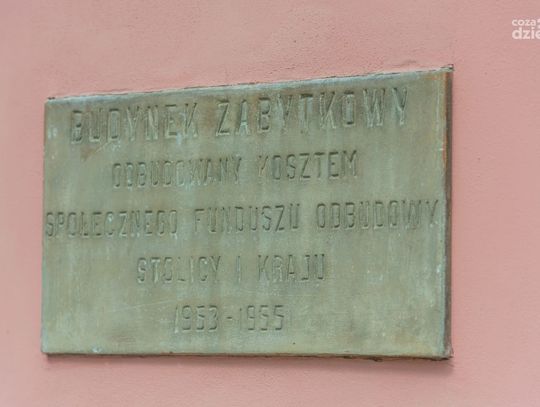 BUDYNEK ZABYTKOWY
ODBUDOWANY KOSZTEM
SPOŁECZNEGO FUNDUSZU ODBUDOWY
STOLICY I KRAJU
1953-1955